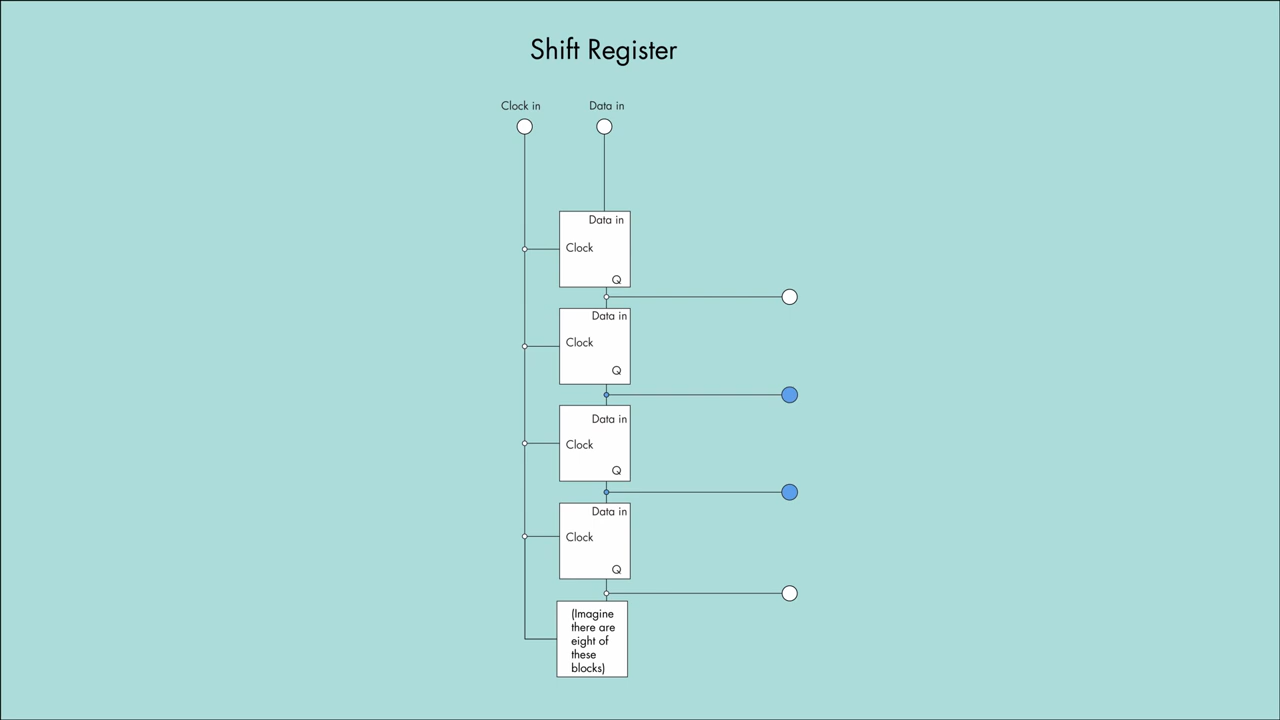 Shift Register
Clock in
Data in
Data in
Clock
Q
Data in
Clock
Q
Data in
Clock
Q
Data in
Clock
Q
(Imagine
there are
eight of
these
blocks)